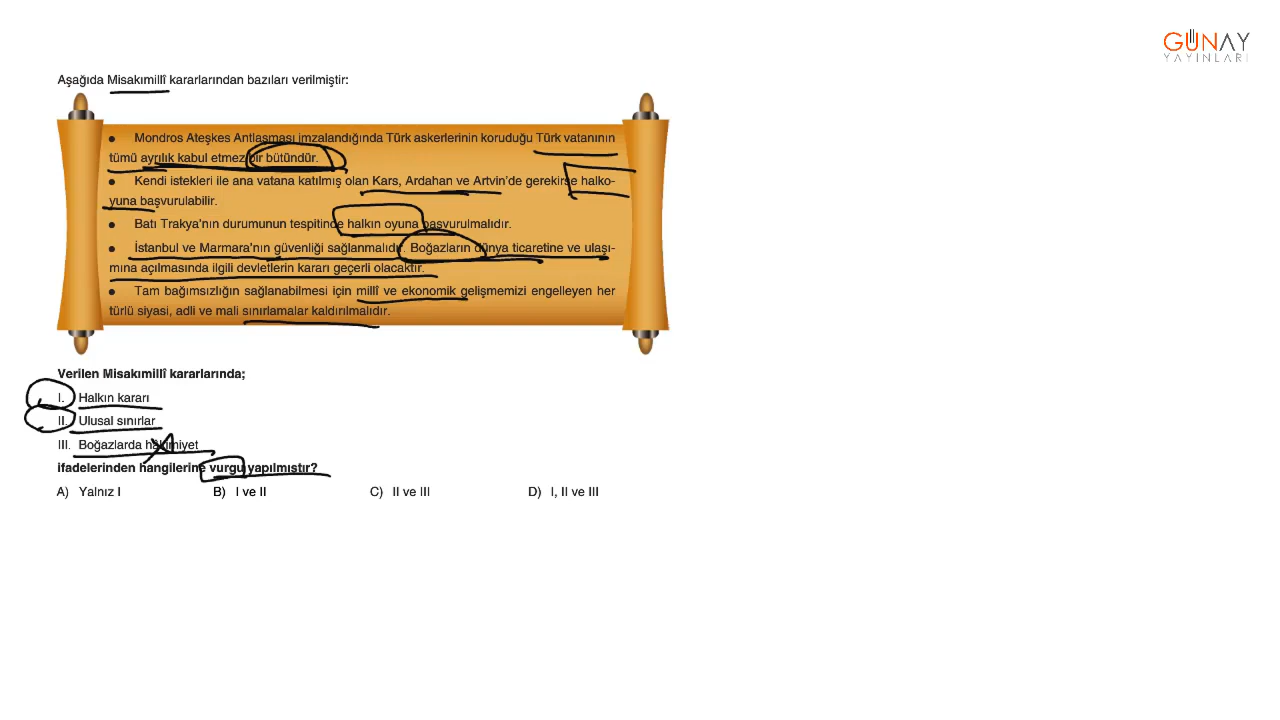 GÜNAY
YAYINLARI
Aşağıda Misakımillî kararlarından bazıları verilmiştir:
● Mondros Ateşkes Antlaşması imzalandığında Türk askerlerinin koruduğu Türk vatanının
tümü ayrılık kabul etmez bir bütündür.
● Kendi istekleri ile ana vatana katılmış olan Kars, Ardahan ve Artvin'de gerekirse halko-
yuna başvurulabilir.
● Batı Trakya'nın durumunun tespitinde halkın oyuna başvurulmalıdır.
● İstanbul ve Marmara'nın güvenliği sağlanmalıdır. Boğazların dünya ticaretine ve ulaşı-
mına açılmasında ilgili devletlerin kararı geçerli olacaktır.
● Tam bağımsızlığın sağlanabilmesi için millî ve ekonomik gelişmemizi engelleyen her
türlü siyasi, adli ve mali sınırlamalar kaldırılmalıdır.
Verilen Misakımillî kararlarında;
I. Halkın kararı
II. Ulusal sınırlar
III. Boğazlarda hâkimiyet
ifadelerinden hangilerine vurgu yapılmıştır?
A) Yalnız I B) I ve II C) II ve III D) I, II ve III